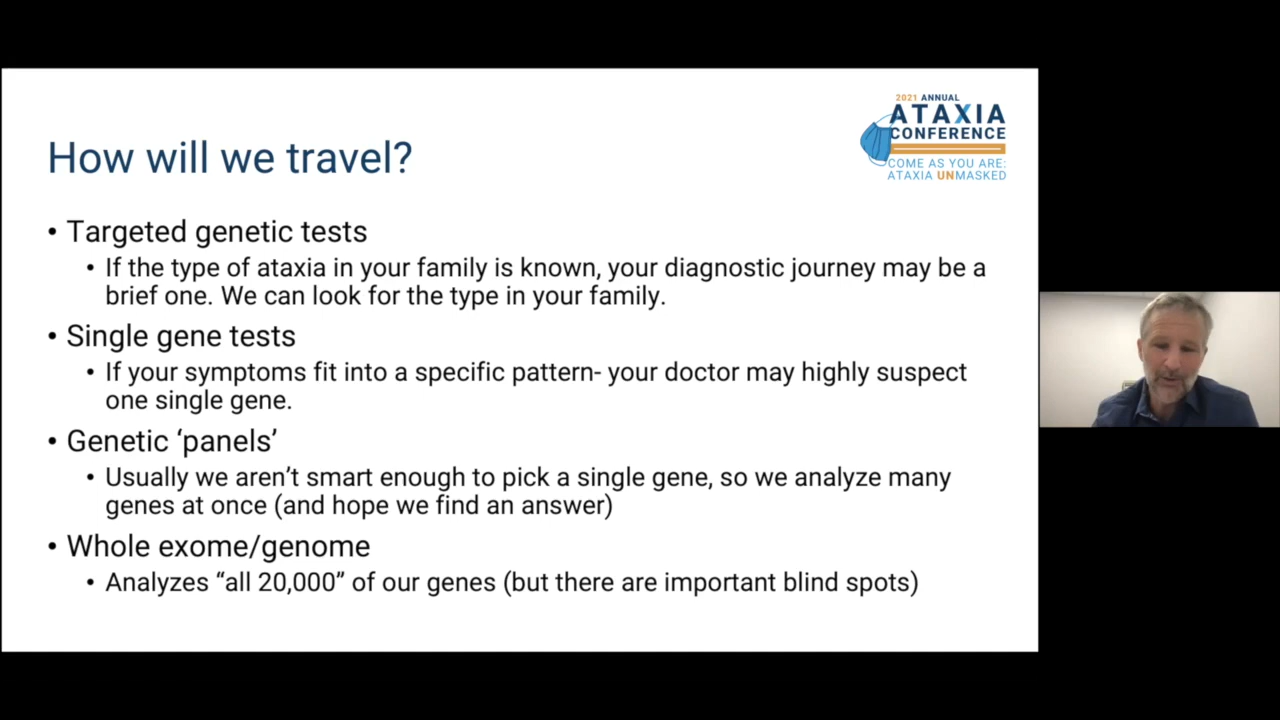 2021 ANNUAL
ATAXIA
CONFERENCE
COME AS YOU ARE:
ATAXIA UNMASKED
How will we travel?
• Targeted genetic tests
• If the type of ataxia in your family is known, your diagnostic journey may be a
brief one. We can look for the type in your family.
• Single gene tests
• If your symptoms fit into a specific pattern- your doctor may highly suspect
one single gene.
• Genetic ‘panels’
• Usually we aren’t smart enough to pick a single gene, so we analyze many
genes at once (and hope we find an answer)
• Whole exome/genome
• Analyzes “all 20,000” of our genes (but there are important blind spots)